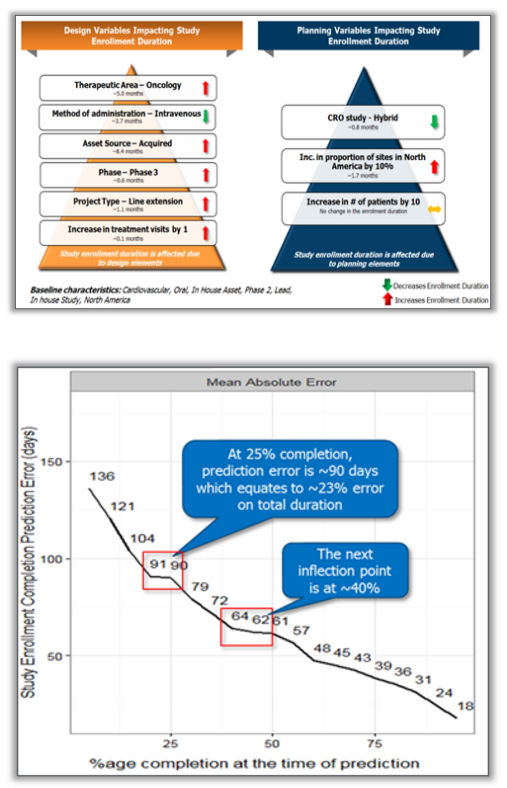 Design Variables Impacting Study
Enrollment Duration
Therapeutic Area – Oncology
~5.0 months
Method of administration – Intravenous
~3.7 months
Asset Source – Acquired
~8.4 months
Phase – Phase 3
~0.6 months
Project Type – Line extension
~1.1 months
Increase in treatment visits by 1
~0.1 months
Study enrollment duration is affected due
to design elements
Planning Variables Impacting Study
Enrollment Duration
CRO study - Hybrid
~0.8 months
Inc. in proportion of sites in North
America by 10%
~1.7 months
Increase in # of patients by 10
No change in the enrollment duration
Study enrollment duration is affected due to
planning elements
Baseline characteristics: Cardiovascular, Oral, In House Asset, Phase 2, Lead,
In house Study, North America
Decreases Enrollment Duration
Increases Enrollment Duration
Mean Absolute Error
Study Enrollment Completion Prediction Error (days)
150
100
50
136
121
104
91
90
79
72
64
62
61
57
48
45
43
39
36
31
24
18
At 25% completion,
prediction error is ~90 days
which equates to ~23% error
on total duration
The next
inflection point
is at ~40%
25
50
75
%age completion at the time of prediction